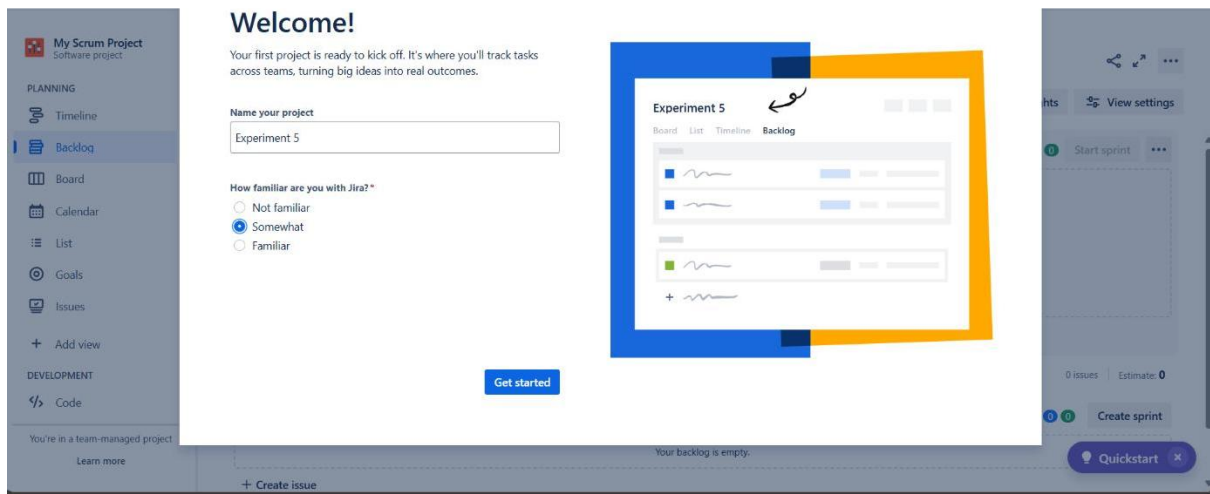 My Scrum Project
Software project
PLANNING
Timeline
Backlog
Board
Calendar
List
Goals
Issues
+ Add view
DEVELOPMENT
</> Code
You're in a team-managed project
Learn more
Welcome!
Your first project is ready to kick off. It's where you'll track tasks
across teams, turning big ideas into real outcomes.
Name your project
Experiment 5
How familiar are you with Jira? *
Not familiar
Somewhat
Familiar
Get started
Experiment 5
Board List Timeline Backlog
View settings
0 Start sprint
0 issues Estimate: 0
0 0 Create sprint
Your backlog is empty.
Quickstart
+ Create issue